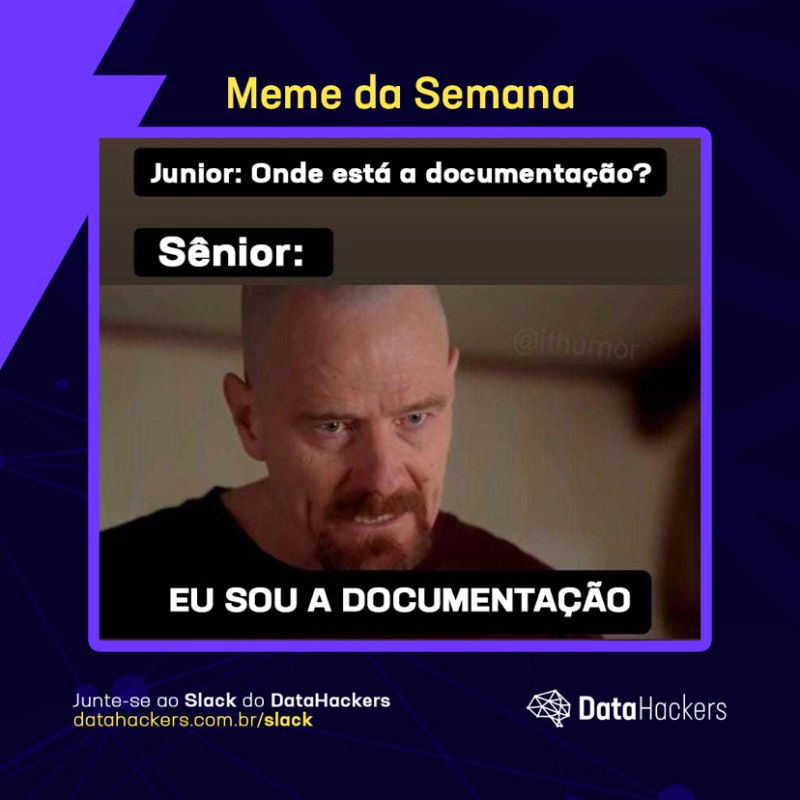 Meme da Semana
Junior: Onde está a documentação?
Sênior:
@ithumor
EU SOU A DOCUMENTAÇÃO
Junte-se ao Slack do DataHackers
datahackers.com.br/slack
DataHackers